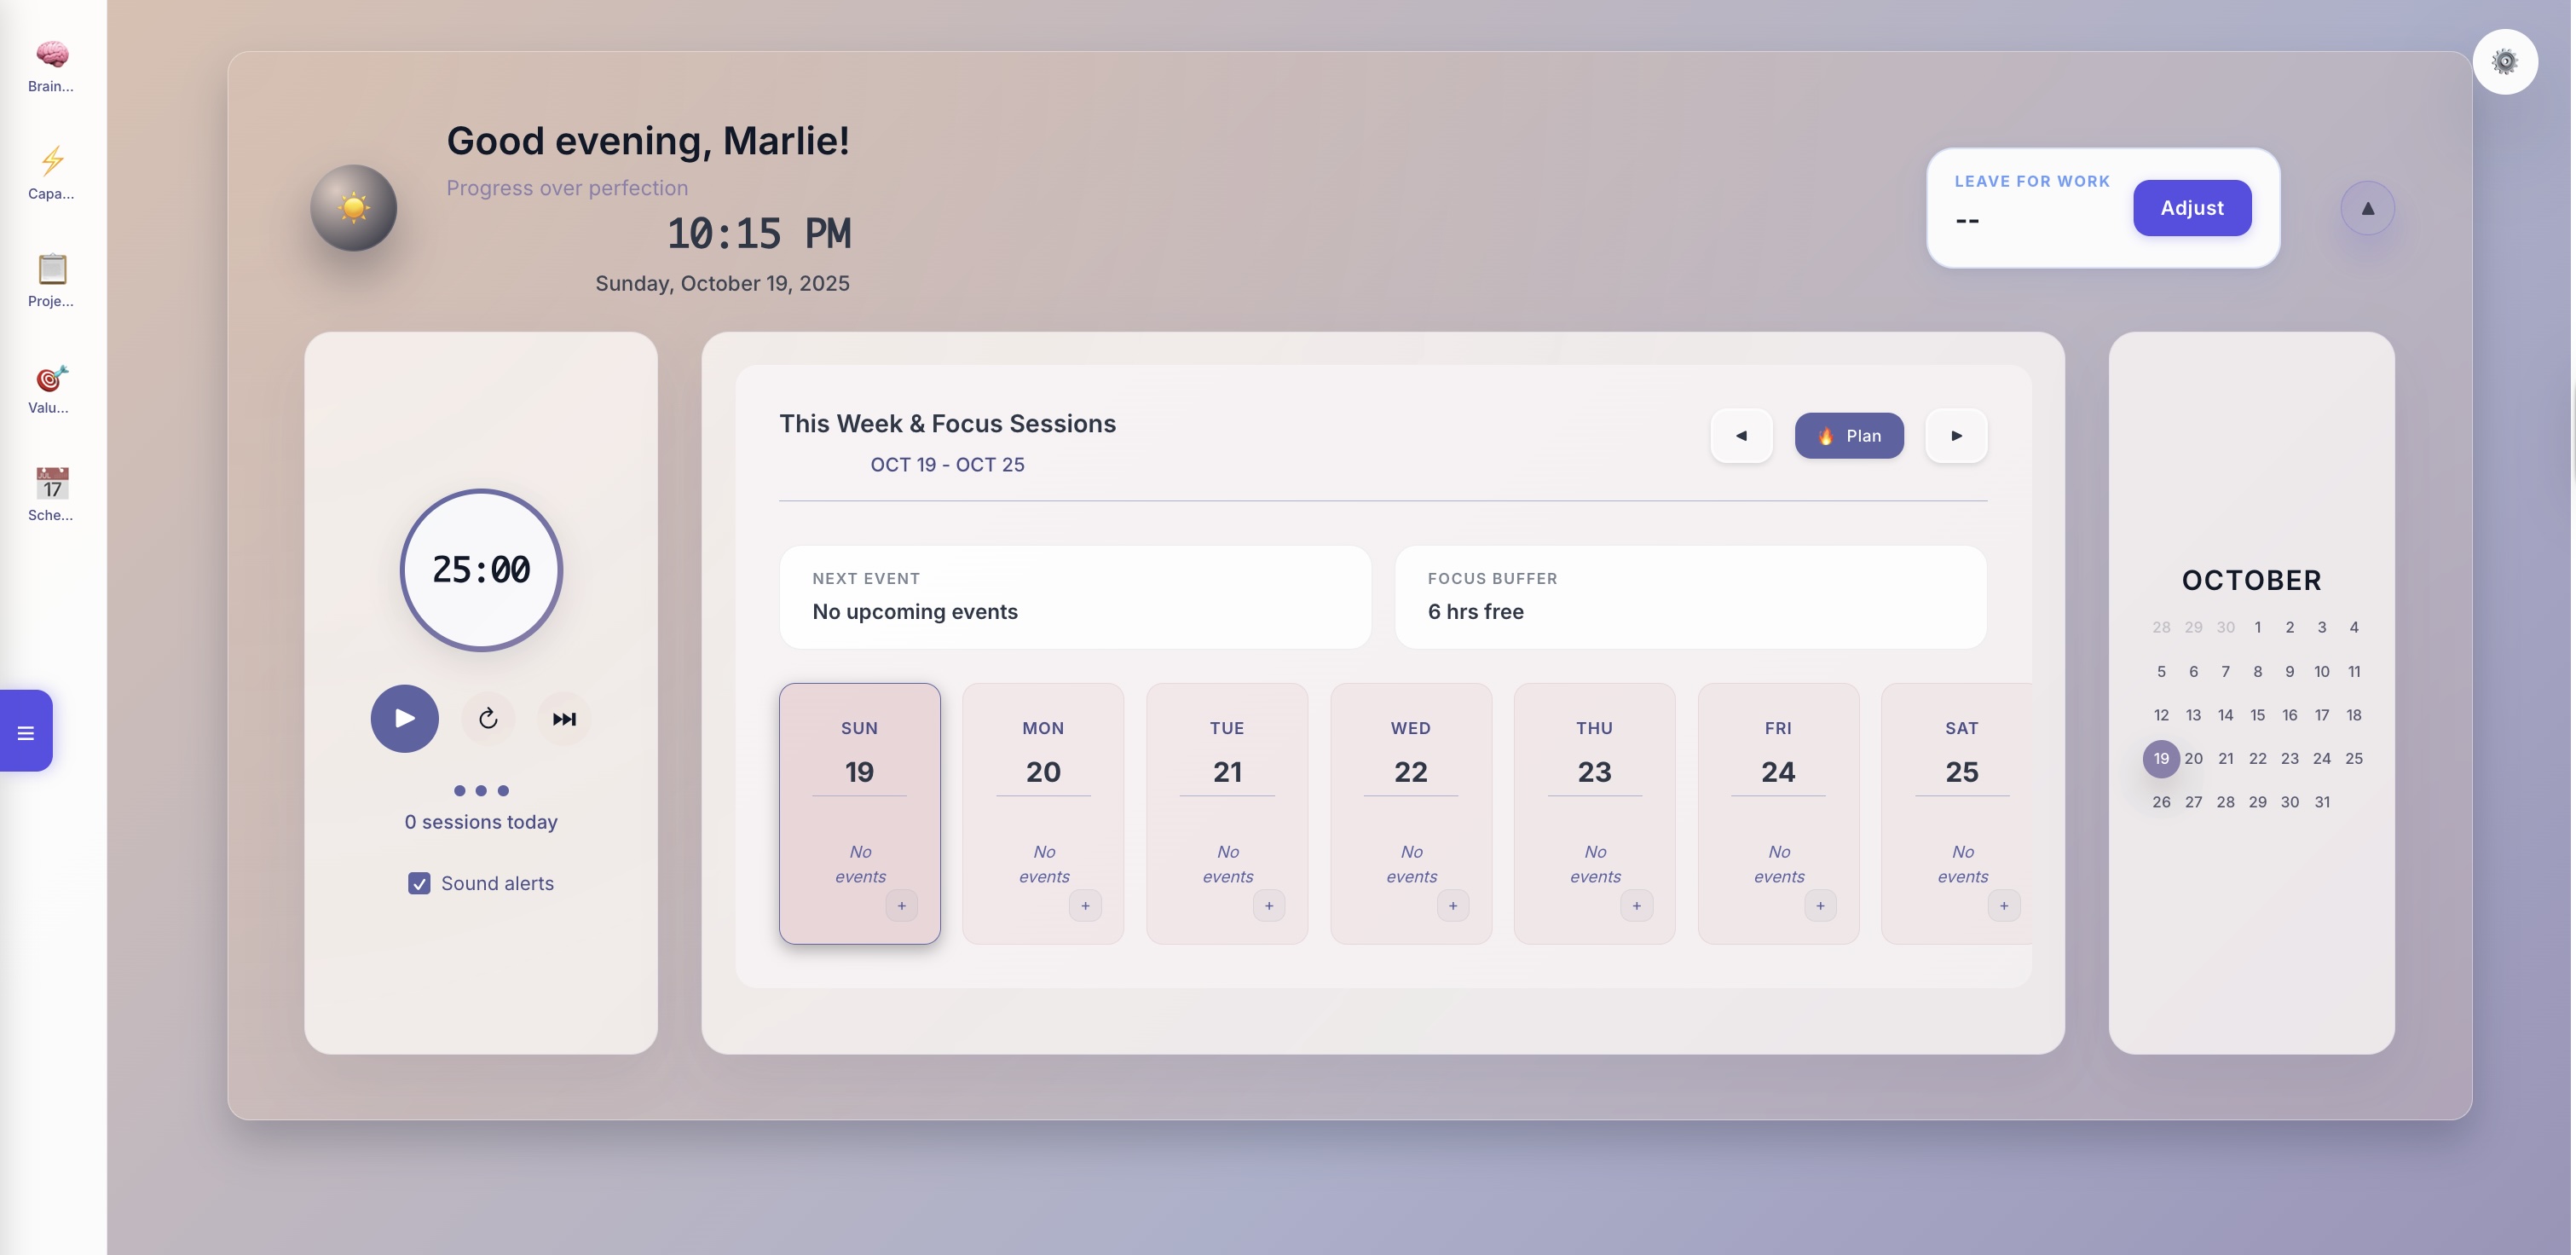 Brain...
Capa...
Proje...
Valu...
JUL
17
Sche...
Good evening, Marlie!
Progress over perfection
10:15 PM
Sunday, October 19, 2025
LEAVE FOR WORK
--
Adjust
25:00
0 sessions today
Sound alerts
This Week & Focus Sessions
OCT 19 - OCT 25
Plan
NEXT EVENT
No upcoming events
FOCUS BUFFER
6 hrs free
SUN
19
No
events
+
MON
20
No
events
+
TUE
21
No
events
+
WED
22
No
events
+
THU
23
No
events
+
FRI
24
No
events
+
SAT
25
No
events
+
OCTOBER
28 29 30 1 2 3 4
5 6 7 8 9 10 11
12 13 14 15 16 17 18
19 20 21 22 23 24 25
26 27 28 29 30 31